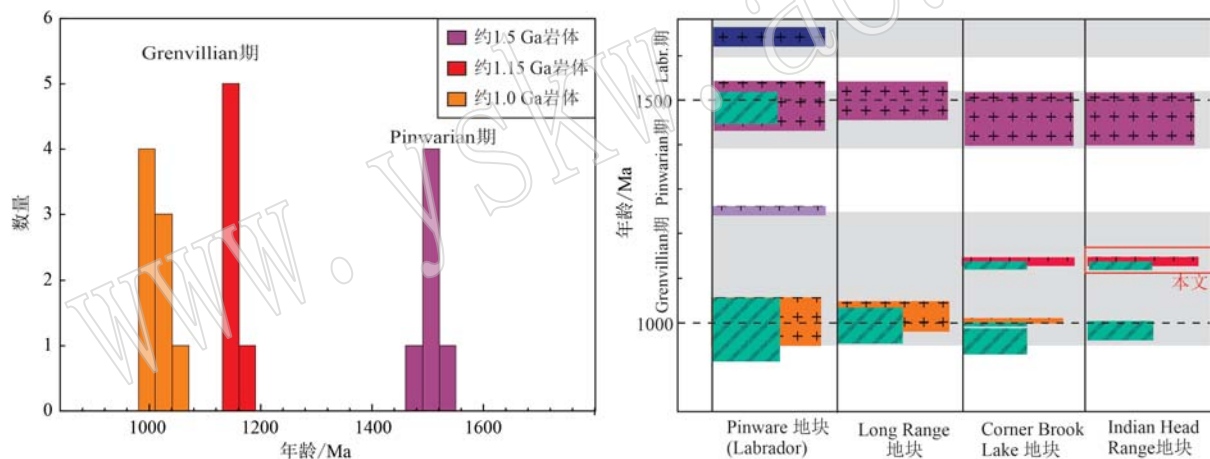 6
5
4
3
2
1
0
数量
1000
1200
1400
1600
年龄/Ma
Grenvillian期
Pinwarian期
约1.5 Ga岩体
约1.15 Ga岩体
约1.0 Ga岩体
年龄/Ma
Labr.期
Pinwarian期
Grenvillian期
1500
1000
本文
Pinware 地块
(Labrador)
Long Range
地块
Corner Brook
Lake 地块
Indian Head
Range地块